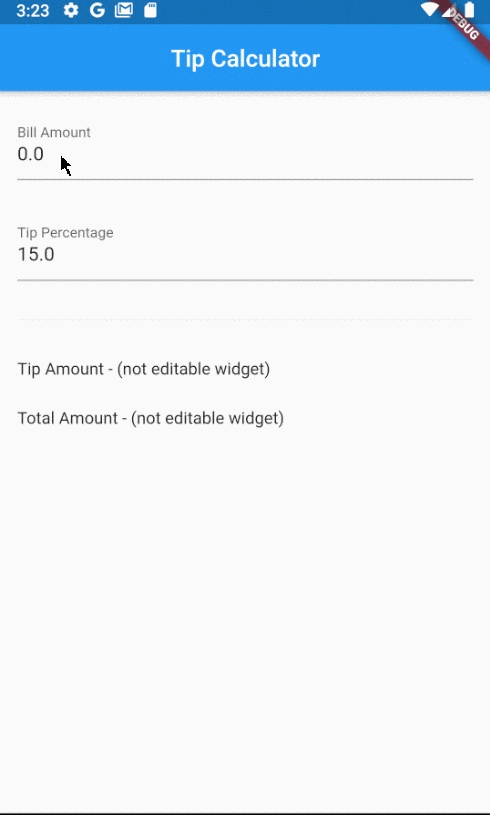 3:23
DEBUG
Tip Calculator
Bill Amount
0.0
Tip Percentage
15.0
Tip Amount - (not editable widget)
Total Amount - (not editable widget)